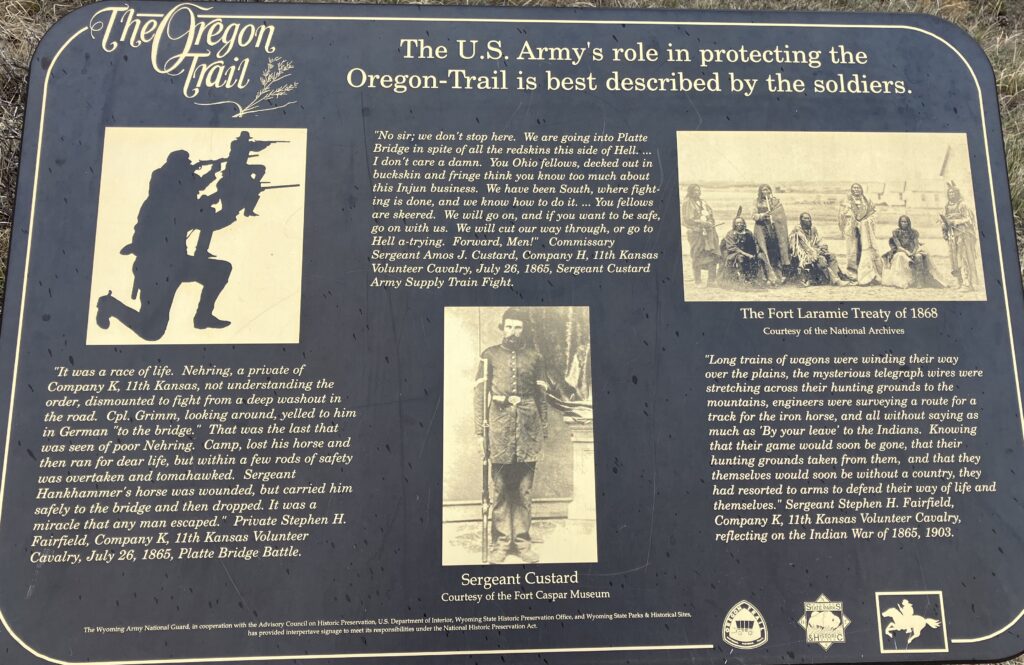 The Oregon
Trail
The U.S. Army's role in protecting the
Oregon-Trail is best described by the soldiers.
"No sir; we don't stop here. We are going into Platte
Bridge in spite of all the redskins this side of Hell. ...
I don't care a damn. You Ohio fellows, decked out in
buckskin and fringe think you know too much about
this Injun business. We have been South, where fight-
ing is done, and we know how to do it. ... You fellows
are skeered. We will go on, and if you want to be safe,
go on with us. We will cut our way through, or go to
Hell a-trying. Forward, Men!" Commissary
Sergeant Amos J. Custard, Company H, 11th Kansas
Volunteer Cavalry, July 26, 1865, Sergeant Custard
Army Supply Train Fight.
The Fort Laramie Treaty of 1868
Courtesy of the National Archives
"It was a race of life. Nehring, a private of
Company K, 11th Kansas, not understanding the
order, dismounted to fight from a deep washout in
the road. Cpl. Grimm, looking around, yelled to him
in German "to the bridge." That was the last that
was seen of poor Nehring. Camp, lost his horse and
then ran for dear life, but within a few rods of safety
was overtaken and tomahawked. Sergeant
Hankhammer's horse was wounded, but carried him
safely to the bridge and then dropped. It was a
miracle that any man escaped." Private Stephen H.
Fairfield, Company K, 11th Kansas Volunteer
Cavalry, July 26, 1865, Platte Bridge Battle.
Sergeant Custard
Courtesy of the Fort Caspar Museum
"Long trains of wagons were winding their way
over the plains, the mysterious telegraph wires were
stretching across their hunting grounds to the
mountains, engineers were surveying a route for a
track for the iron horse, and all without saying as
much as 'By your leave' to the Indians. Knowing
that their game would soon be gone, that their
hunting grounds taken from them, and that they
themselves would soon be without a country, they
had resorted to arms to defend their way of life and
themselves." Sergeant Stephen H. Fairfield,
Company K, 11th Kansas Volunteer Cavalry,
reflecting on the Indian War of 1865, 1903.
The Wyoming Army National Guard, in cooperation with the Advisory Council on Historic Preservation, U.S. Department of Interior, Wyoming State Historic Preservation Office, and Wyoming State Parks & Historical Sites,
has provided interpertave signage to meet its responsibilities under the National Historic Preservation Act.
OREGON TRAIL
STATE PARKS
& HISTORIC